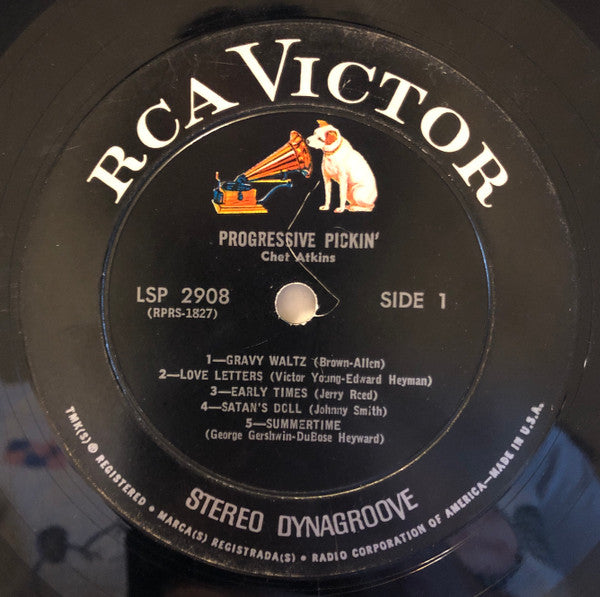 RCA VICTOR
PROGRESSIVE PICKIN'
Chet Atkins
LSP 2908
(RPRS-1827)
SIDE 1
1—GRAVY WALTZ (Brown-Allen)
2—LOVE LETTERS (Victor Young-Edward Heyman)
3—EARLY TIMES (Jerry Reed)
4—SATAN'S DOLL (Johnny Smith)
5—SUMMERTIME
(George Gershwin-DuBose Heyward)
STEREO DYNAGROOVE
TMK(S) ® REGISTERED • MARCA(S) REGISTRADA(S) • RADIO CORPORATION OF AMERICA—MADE IN U.S.A.